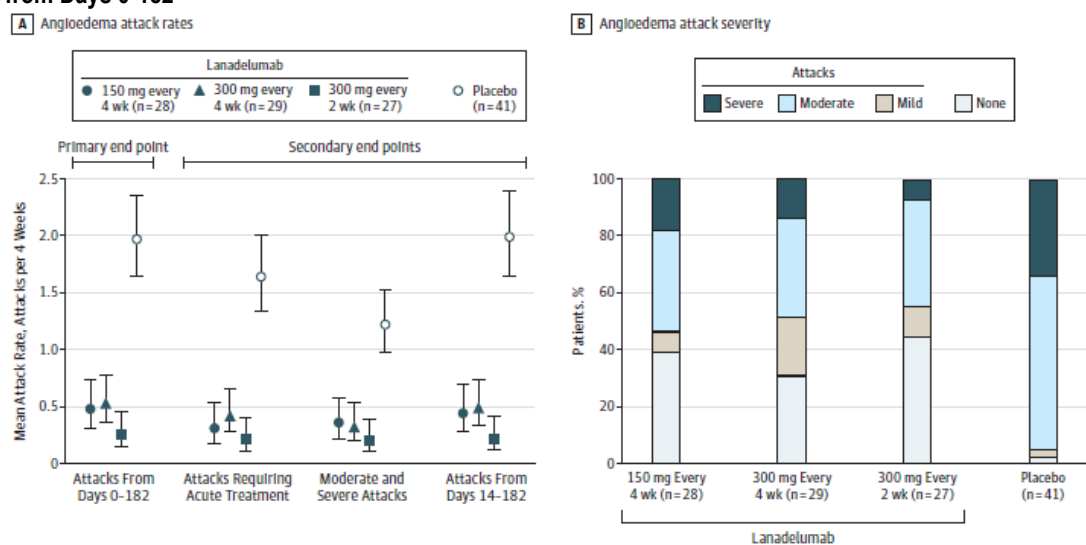 from Days 0-182
A Angioedema attack rates
Lanadelumab
150 mg every 4 wk (n=28)
300 mg every 4 wk (n=29)
300 mg every 2 wk (n=27)
Placebo (n=41)
Primary end point
Secondary end points
Mean Attack Rate, Attacks per 4 Weeks
2.5
2.0
1.5
1.0
0.5
0
Attacks From Days 0-182
Attacks Requiring Acute Treatment
Moderate and Severe Attacks
Attacks From Days 14-182
B Angioedema attack severity
Attacks
Severe
Moderate
Mild
None
Patients. %
100
80
60
40
20
0
150 mg Every 4 wk (n=28)
300 mg Every 4 wk (n=29)
300 mg Every 2 wk (n=27)
Placebo (n=41)
Lanadelumab